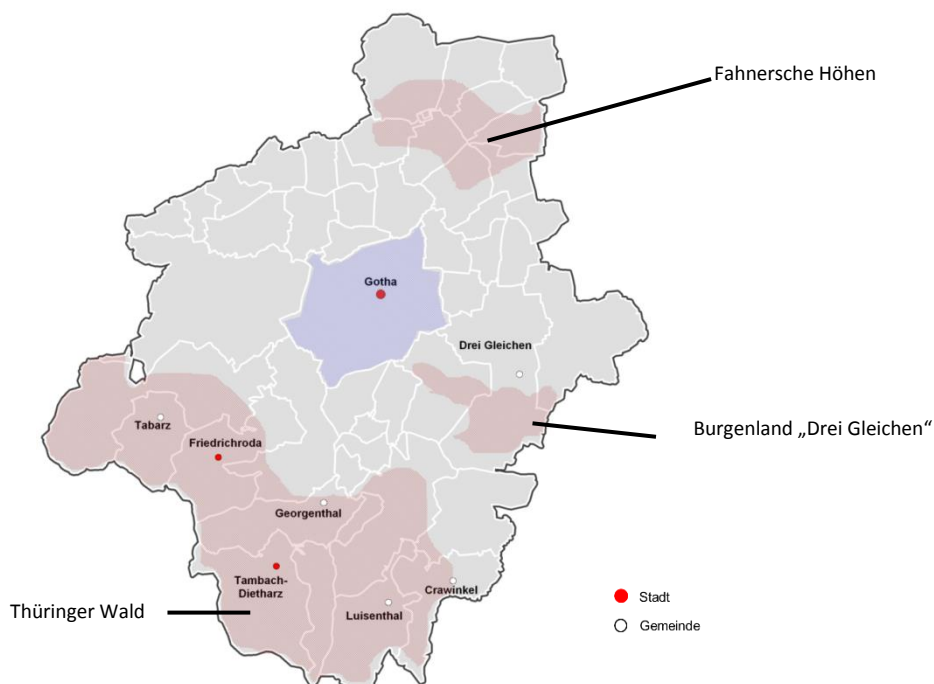 Fahnersche Höhen
Gotha
Drei Gleichen
Tabarz
Friedrichroda
Burgenland „Drei Gleichen“
Georgenthal
Tambach-
Dietharz
Crawinkel
Thüringer Wald
Luisenthal
Stadt
Gemeinde